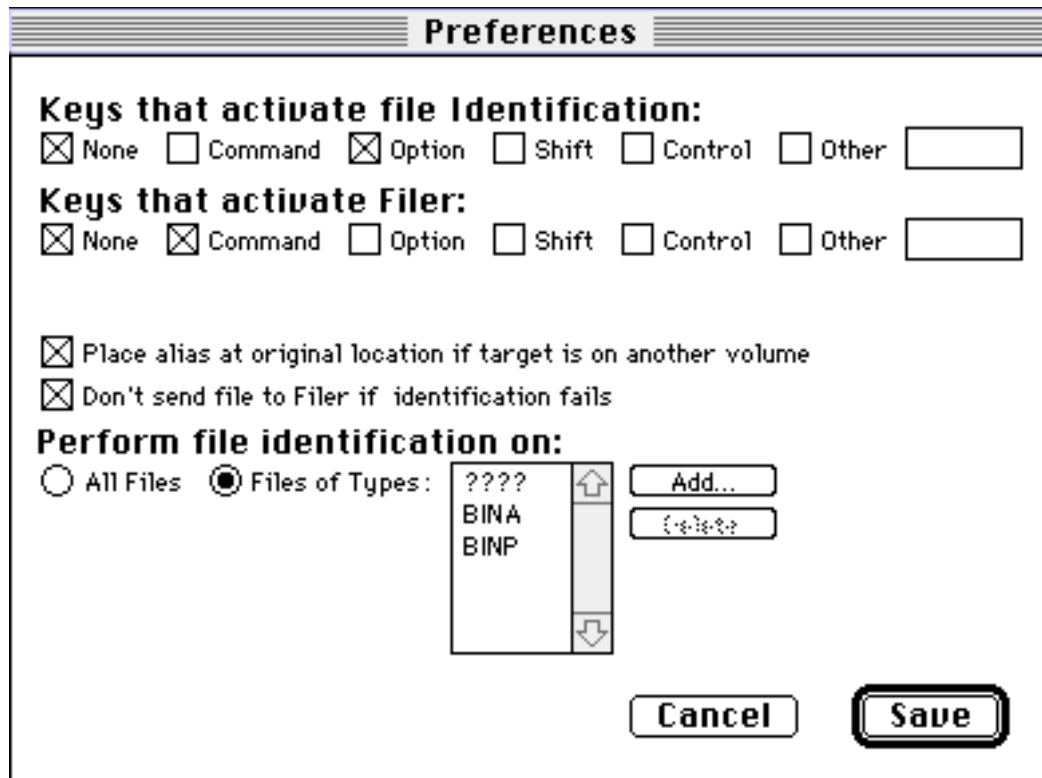 Preferences
Keys that activate file Identification:
None Command Option Shift Control Other
Keys that activate Filer:
None Command Option Shift Control Other
Place alias at original location if target is on another volume
Don't send file to Filer if identification fails
Perform file identification on:
All Files Files of Types: ???? Add...
BINA Delete
BINP
Cancel Save